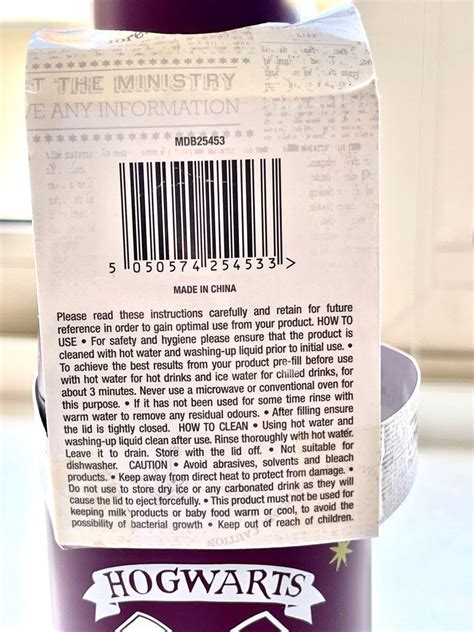 T THE MINISTRY
E ANY INFORMATION
MDB25453
5 050574 254533 >
MADE IN CHINA
Please read these instructions carefully and retain for future
reference in order to gain optimal use from your product. HOW TO
USE • For safety and hygiene please ensure that the product is
cleaned with hot water and washing-up liquid prior to initial use. •
To achieve the best results from your product pre-fill before use
with hot water for hot drinks and ice water for chilled drinks, for
about 3 minutes. Never use a microwave or conventional oven for
this purpose. • If it has not been used for some time rinse with
warm water to remove any residual odours. • After filling ensure
the lid is tightly closed. HOW TO CLEAN • Using hot water and
washing-up liquid clean after use. Rinse thoroughly with hot water.
Leave it to drain. Store with the lid off. • Not suitable for
dishwasher. CAUTION • Avoid abrasives, solvents and bleach
products. • Keep away from direct heat to protect from damage. •
Do not use to store dry ice or any carbonated drink as they will
cause the lid to eject forcefully. • This product must not be used for
keeping milk products or baby food warm or cool, to avoid the
possibility of bacterial growth • Keep out of reach of children.
CAUTION
HOGWARTS